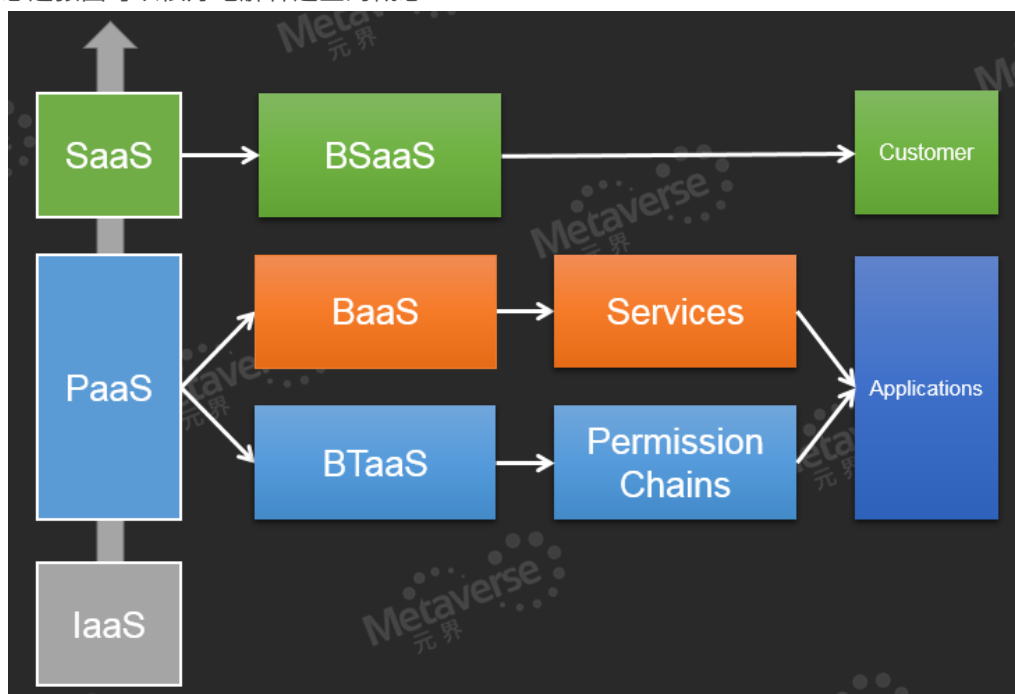 SaaS
BSaaS
Customer
PaaS
BaaS
Services
Applications
BTaaS
Permission
Chains
IaaS
Metaverse
元界
Metaverse
元界
Metaverse
元界